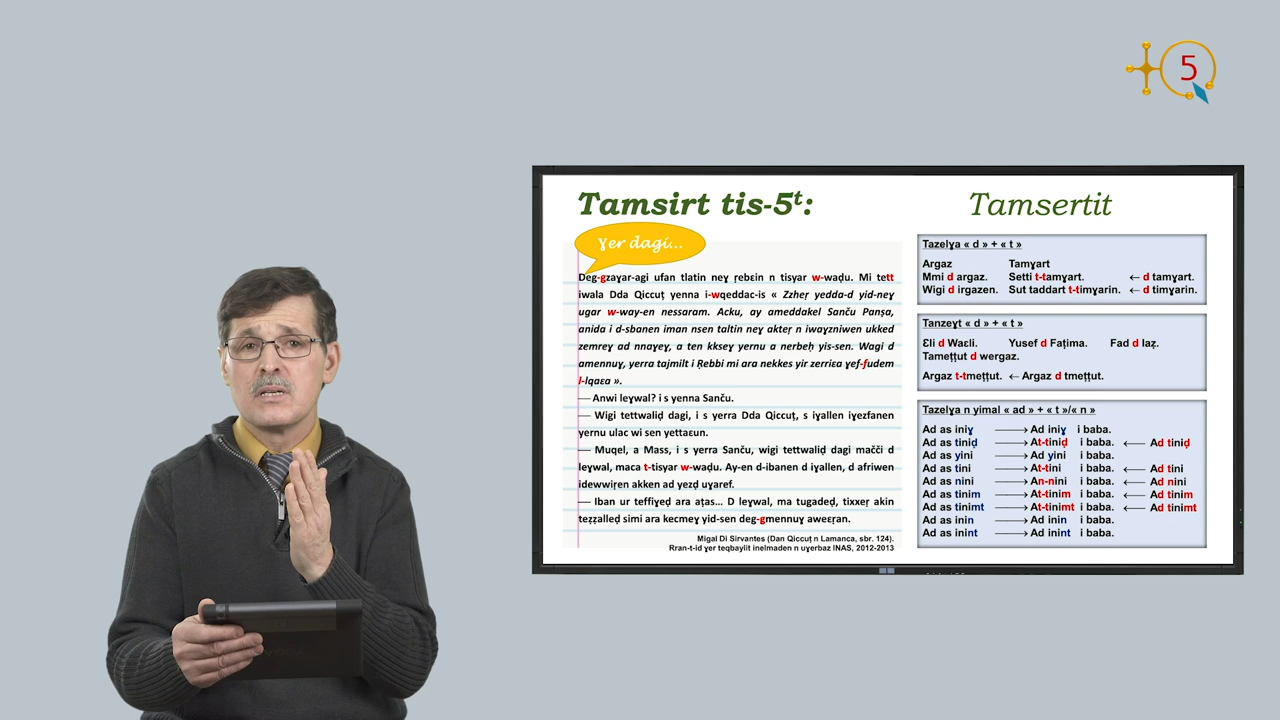 5
Tamsirt tis-5ᵗ:
Tamsertit
Ɣer dagi...
Deg-gzaɣar-agi ufan tlatin neɣ ṛebɛin n tisyar w-waḍu. Mi tett
iwala Dda Qiccuṭ yenna i-wqeddac-is « Zzheṛ yedda-d yid-neɣ
ugar w-way-en nessaram. Acku, ay ameddakel Sanču Panṣa,
anida i d-sbanen iman nsen taltin neɣ akteṛ n iwaɣzniwen ukked
zemreɣ ad nnaɣeɣ, a ten kkseɣ yernu a nerbeḥ yis-sen. Wagi d
amennuɣ, yerra tajmilt i Ṛebbi mi ara nekkes yir zerriɛa ɣef-fudem
l-lqaɛa ».
— Anwi leɣwal? i s yenna Sanču.
— Wigi tettwaliḍ dagi, i s yerra Dda Qiccuṭ, s iɣallen iɣezfanen
yernu ulac wi sen yettaɛun.
— Muqel, a Mass, i s yerra Sanču, wigi tettwaliḍ dagi mačči d
leɣwal, maca t-tisyar w-waḍu. Ay-en d-ibanen d iɣallen, d afriwen
idewwiṛen akken ad yezḍ uɣaref.
— Iban ur teffiɣeḍ ara aṭas... D leɣwal, ma tugadeḍ, tixxeṛ akin
teẓẓalleḍ simi ara kecmeɣ yid-sen deg-gmennuɣ aweɛṛan.
Migal Di Sirvantes (Dan Qiccuṭ n Lamanca, sbr. 124).
Rran-t-id ɣer teqbaylit inelmaden n uɣerbaz INAS, 2012-2013
Tazelɣa « d » + « t »
Argaz Tamɣart
Mmi d argaz. Setti t-tamɣart. ← d tamɣart.
Wigi d irgazen. Sut taddart t-timɣarin. ← d timɣarin.
Tanzeɣt « d » + « t »
Ɛli d Waɛli. Yusef d Faṭima. Fad d laẓ.
Tameṭṭut d wergaz.
Argaz t-tmeṭṭut. ← Argaz d tmeṭṭut.
Tazelɣa n yimal « ad » + « t »/« n »
Ad as iniɣ → Ad iniɣ i baba.
Ad as tiniḍ → At-tiniḍ i baba. ← Ad tiniḍ
Ad as yini → Ad yini i baba.
Ad as tini → At-tini i baba. ← Ad tini
Ad as nini → An-nini i baba. ← Ad nini
Ad as tinim → At-tinim i baba. ← Ad tinim
Ad as tinimt → At-tinimt i baba. ← Ad tinimt
Ad as inin → Ad inin i baba.
Ad as inint → Ad inint i baba.